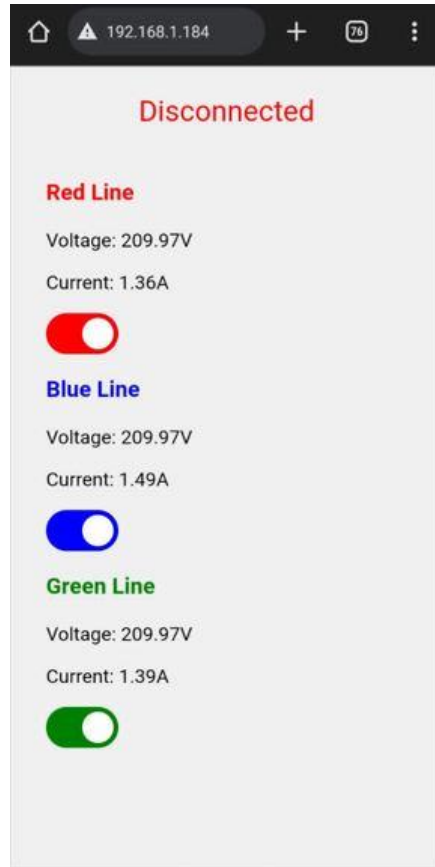 192.168.1.184
76
Disconnected
Red Line
Voltage: 209.97V
Current: 1.36A
Blue Line
Voltage: 209.97V
Current: 1.49A
Green Line
Voltage: 209.97V
Current: 1.39A